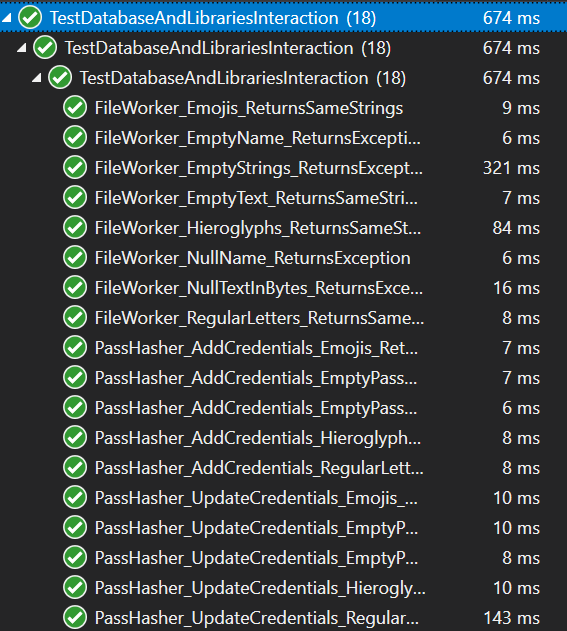 TestDatabaseAndLibrariesInteraction (18) 674 ms
TestDatabaseAndLibrariesInteraction (18) 674 ms
TestDatabaseAndLibrariesInteraction (18) 674 ms
FileWorker_Emojis_ReturnsSameStrings 9 ms
FileWorker_EmptyName_ReturnsExcepti... 6 ms
FileWorker_EmptyStrings_ReturnsExcept... 321 ms
FileWorker_EmptyText_ReturnsSameStri... 7 ms
FileWorker_Hieroglyphs_ReturnsSameSt... 84 ms
FileWorker_NullName_ReturnsException 6 ms
FileWorker_NullTextInBytes_ReturnsExce... 16 ms
FileWorker_RegularLetters_ReturnsSame... 8 ms
PassHasher_AddCredentials_Emojis_Ret... 7 ms
PassHasher_AddCredentials_EmptyPass... 7 ms
PassHasher_AddCredentials_EmptyPass... 6 ms
PassHasher_AddCredentials_Hieroglyph... 8 ms
PassHasher_AddCredentials_RegularLett... 8 ms
PassHasher_UpdateCredentials_Emojis_... 10 ms
PassHasher_UpdateCredentials_EmptyP... 10 ms
PassHasher_UpdateCredentials_EmptyP... 8 ms
PassHasher_UpdateCredentials_Hierogly... 10 ms
PassHasher_UpdateCredentials_Regular... 143 ms